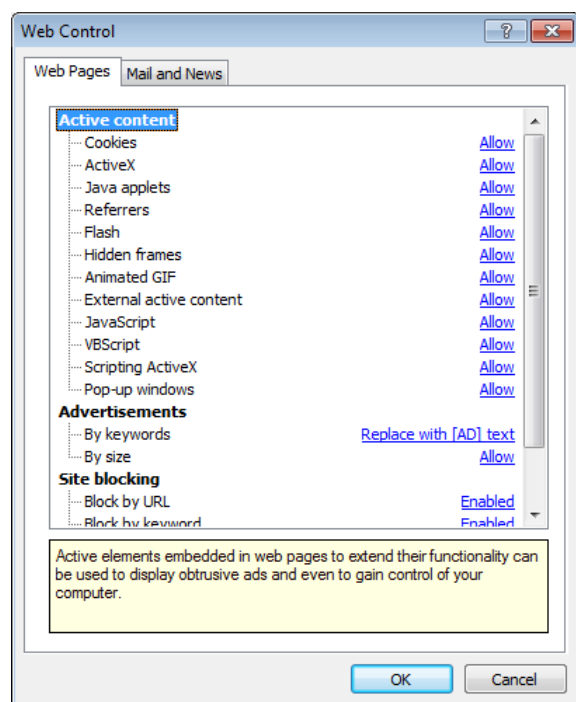 Web Control
Web Pages Mail and News
Active content
Cookies Allow
ActiveX Allow
Java applets Allow
Referrers Allow
Flash Allow
Hidden frames Allow
Animated GIF Allow
External active content Allow
JavaScript Allow
VBScript Allow
Scripting ActiveX Allow
Pop-up windows Allow
Advertisements
By keywords Replace with [AD] text
By size Allow
Site blocking
Block by URL Enabled
Block by keyword Enabled
Active elements embedded in web pages to extend their functionality can
be used to display obtrusive ads and even to gain control of your
computer.
OK Cancel